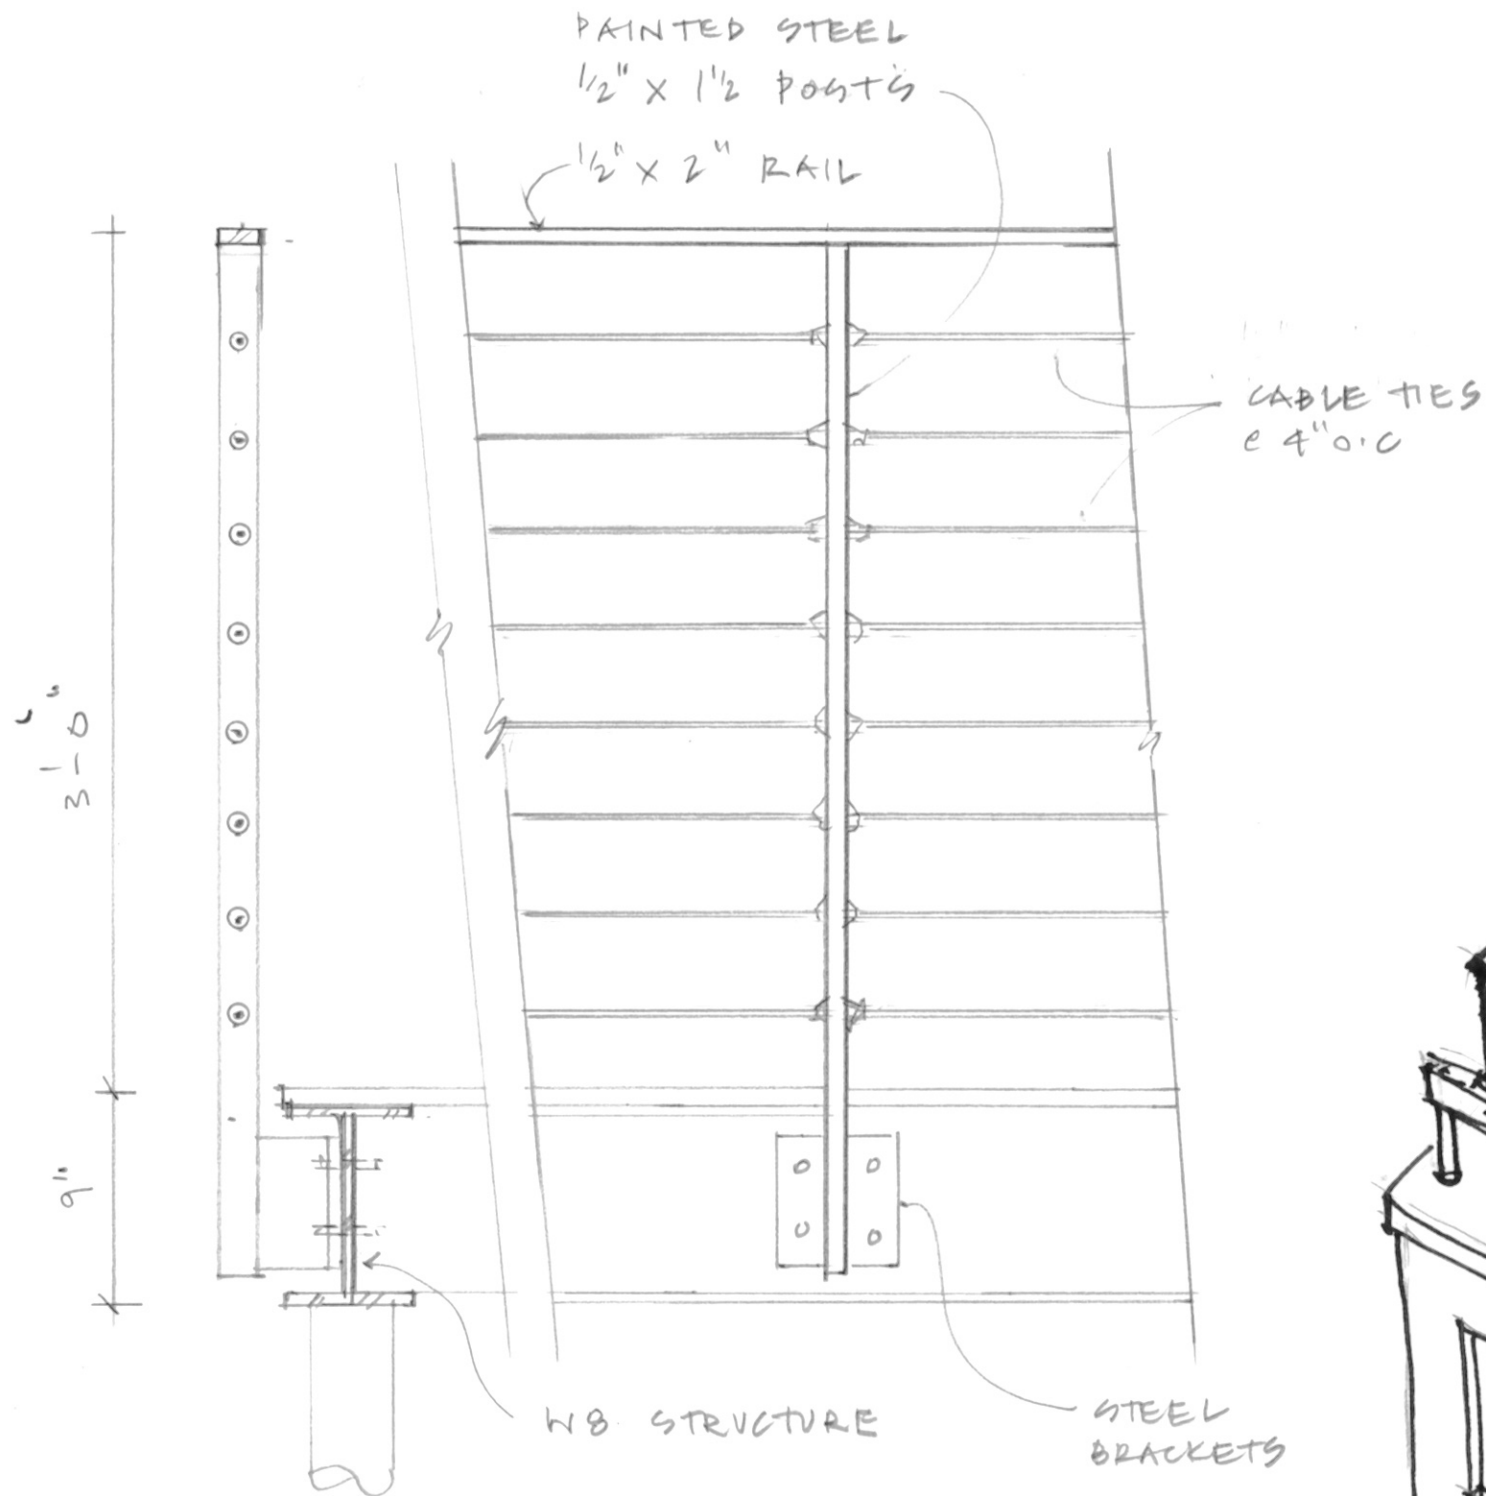 PAINTED STEEL
1/2" X 1 1/2 POSTS
1/2" X 2" RAIL
CABLE TIES
@ 4" O.C
3'-0"
9"
W8 STRUCTURE
STEEL
BRACKETS